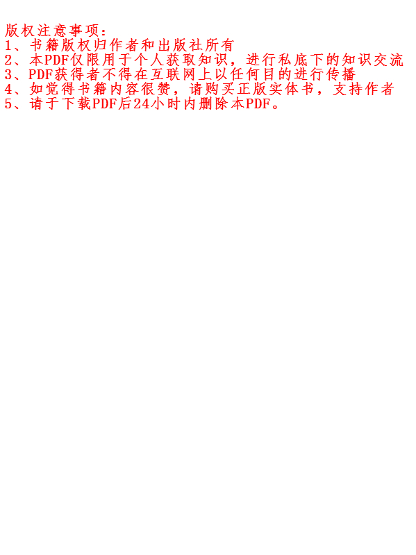 版权注意事项：
1、书籍版权归作者和出版社所有
2、本PDF仅限用于个人获取知识，进行私底下的知识交流
3、PDF获得者不得在互联网上以任何目的进行传播
4、如觉得书籍内容很赞，请购买正版实体书，支持作者
5、请于下载PDF后24小时内删除本PDF。